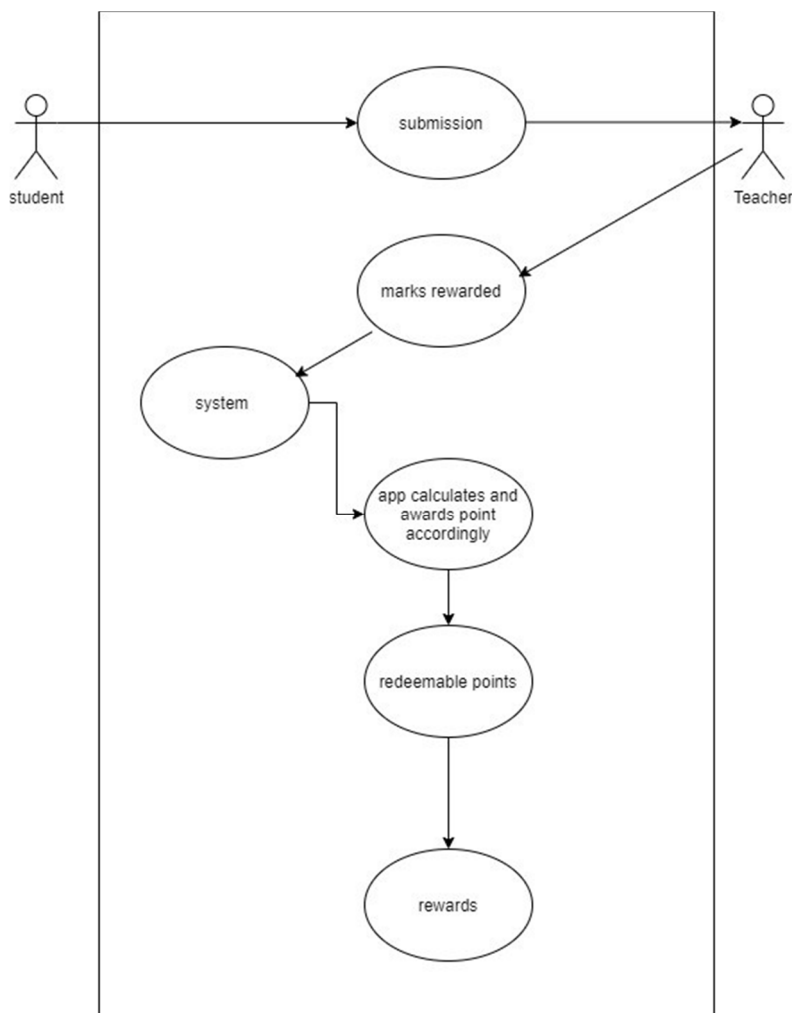 submission
student
Teacher
marks rewarded
system
app calculates and
awards point
accordingly
redeemable points
rewards